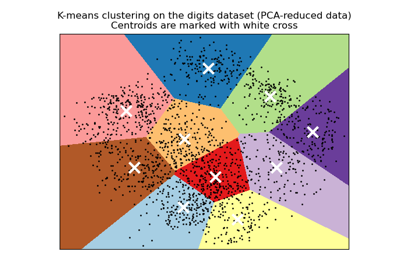 K-means clustering on the digits dataset (PCA-reduced data)
Centroids are marked with white cross